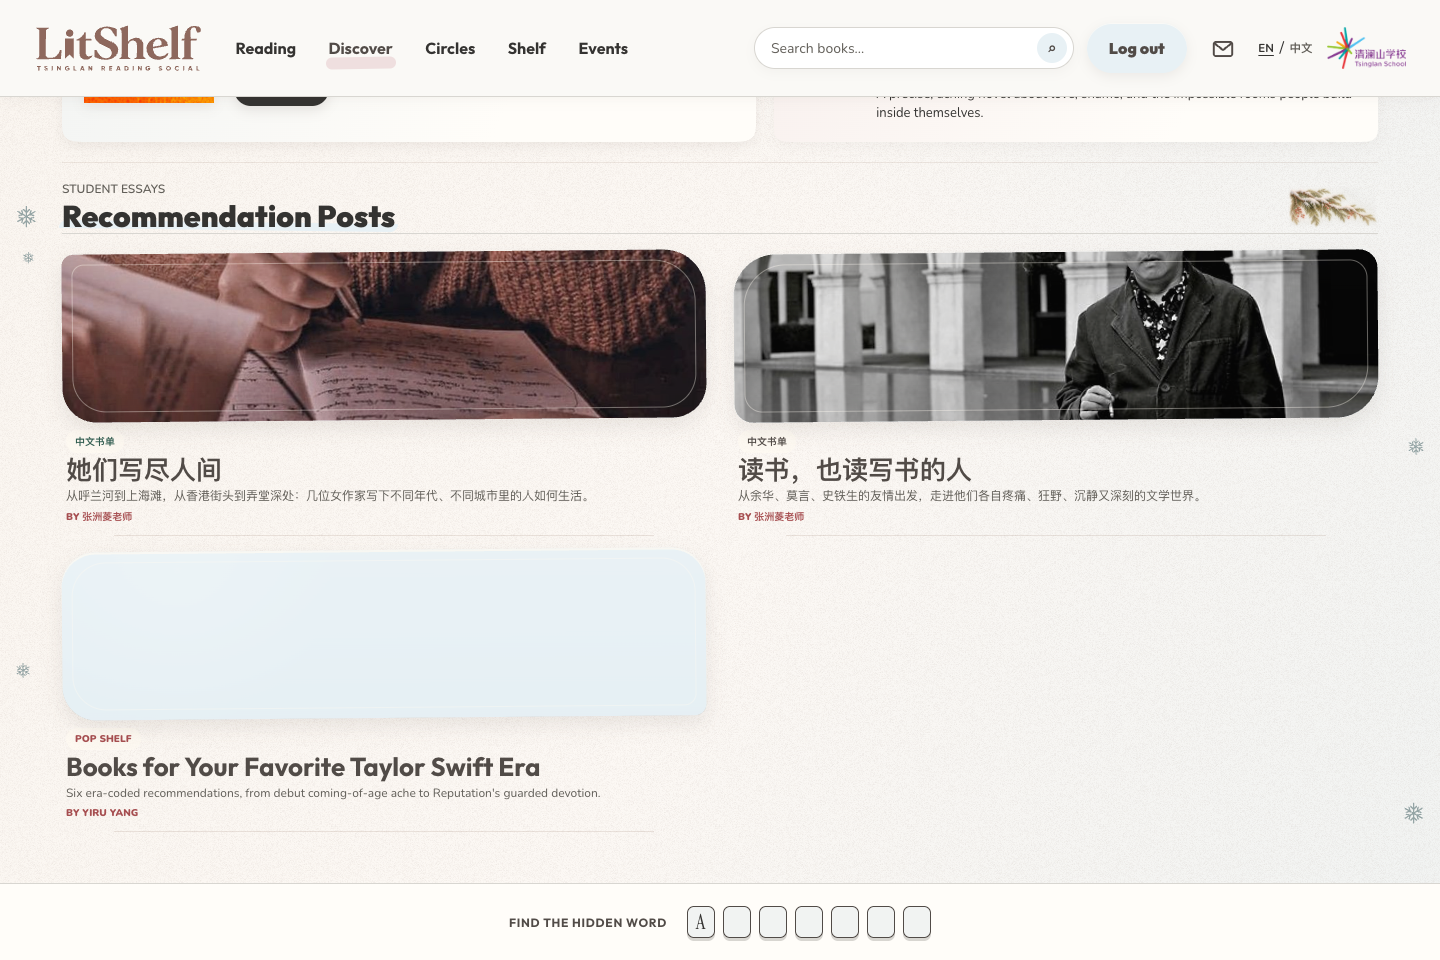 LitShelf
TSINGLAN READING SOCIAL
Reading
Discover
Circles
Shelf
Events
Search books...
Log out
EN / 中文
清澜山学校
Tsinglan School
inside themselves.
STUDENT ESSAYS
Recommendation Posts
中文书单
她们写尽人间
从呼兰河到上海滩，从香港街头到弄堂深处：几位女作家写下不同年代、不同城市里的人如何生活。
BY 张洲菱老师
中文书单
读书，也读写书的人
从余华、莫言、史铁生的友情出发，走进他们各自疼痛、狂野、沉静又深刻的文学世界。
BY 张洲菱老师
POP SHELF
Books for Your Favorite Taylor Swift Era
Six era-coded recommendations, from debut coming-of-age ache to Reputation's guarded devotion.
BY YIRU YANG
FIND THE HIDDEN WORD
A